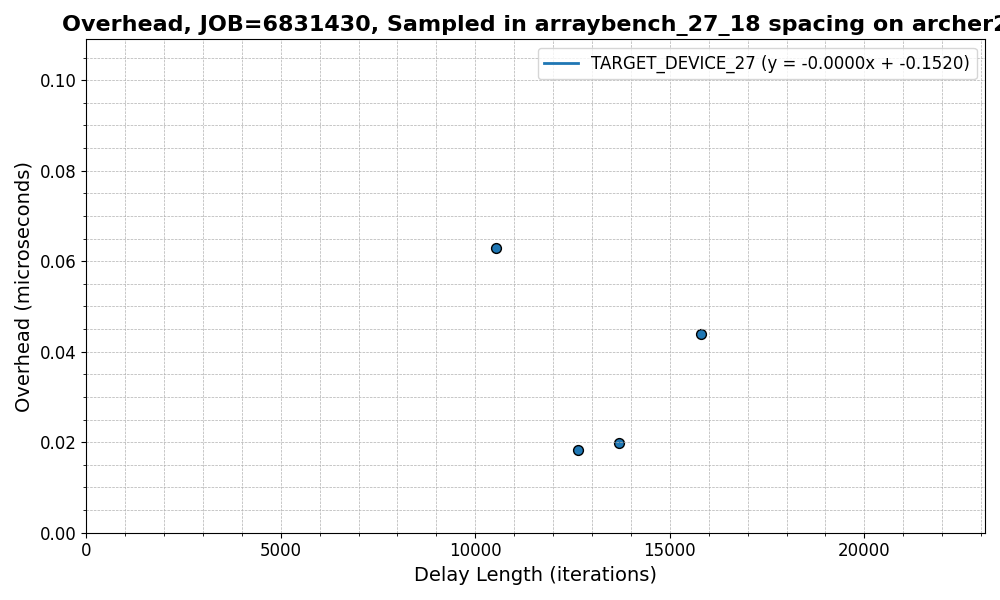 Overhead, JOB=6831430, Sampled in arraybench_27_18 spacing on archer2
TARGET_DEVICE_27 (y = -0.0000x + -0.1520)
Overhead (microseconds)
0.10
0.08
0.06
0.04
0.02
0.00
0 5000 10000 15000 20000
Delay Length (iterations)